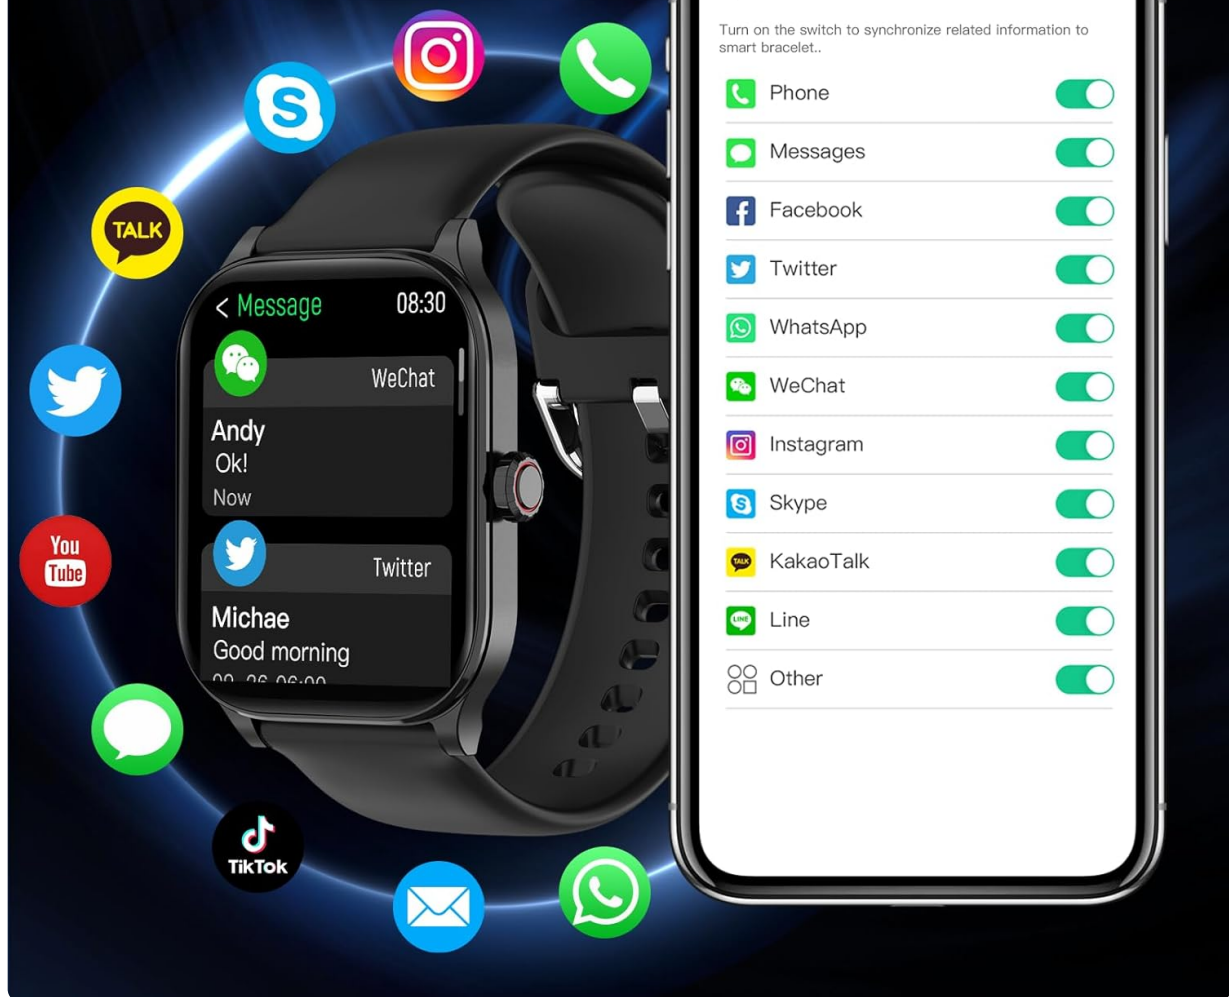 Turn on the switch to synchronize related information to
smart bracelet..
Phone
Messages
Facebook
Twitter
WhatsApp
WeChat
Instagram
Skype
TALK
KakaoTalk
LINE
Line
Other
S
TALK
You
Tube
TikTok
< Message 08:30
WeChat
Andy
Ok!
Now
Twitter
Michae
Good morning